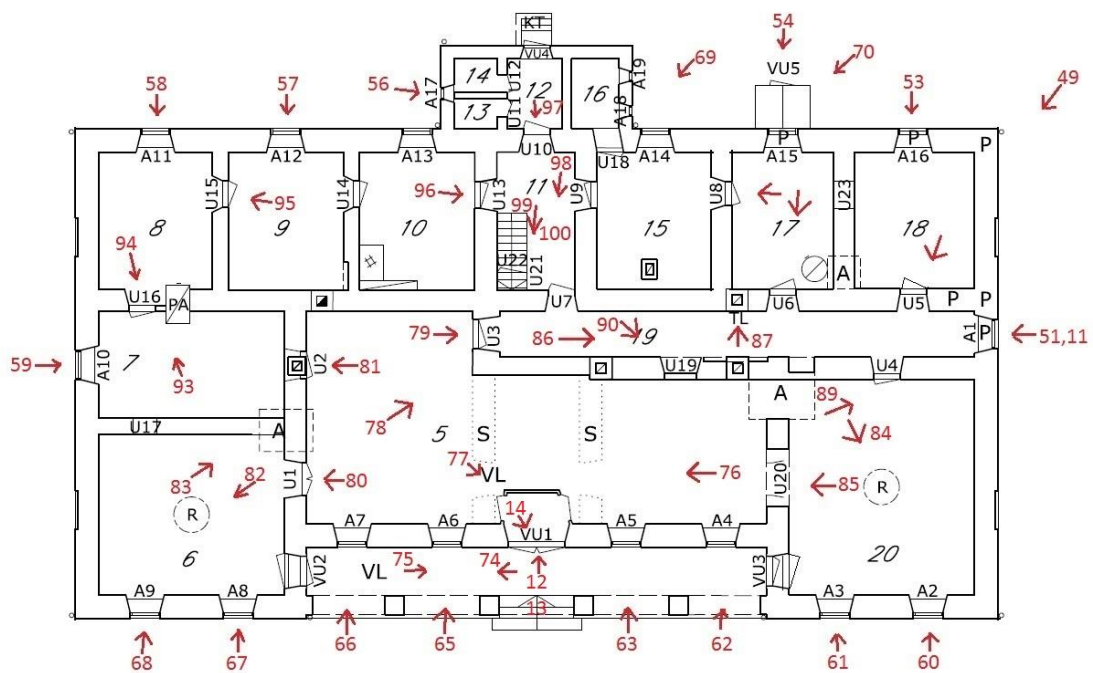 KT
54
VU4
69
70
VU5
58
57
56
A17
14
U12
12
16
A19
53
49
13
U11
97
A18
A11
A12
A13
U10
U18
A14
P
A15
P
A16
P
98
11
U15
95
U14
96
U13
99
100
U9
U8
U23
8
9
10
15
17
18
94
U22
U21
A
U16
PA
U7
U6
U5
P
P
TL
79
U3
86
90
19
87
A1
P
51,11
59
A10
7
U2
81
U19
U4
93
78
A
89
5
S
S
84
U17
A
77
VL
76
83
82
U1
80
U20
85
R
R
14
A7
A6
VU1
A5
A4
6
VU2
VL
75
74
12
VU3
20
A9
A8
13
A3
A2
66
65
63
62
68
67
61
60